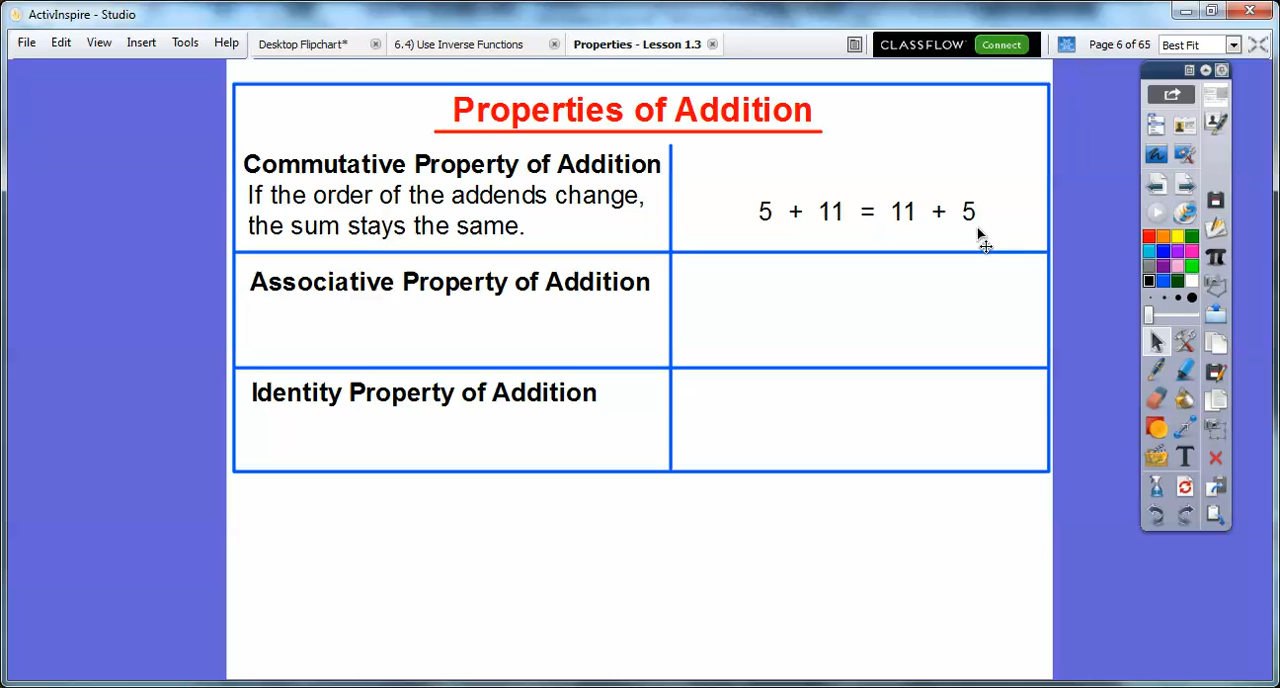 ActivInspire - Studio
File Edit View Insert Tools Help Desktop Flipchart* 6.4) Use Inverse Functions Properties - Lesson 1.3 CLASSFLOW Connect Page 6 of 65 Best Fit
Properties of Addition
Commutative Property of Addition
If the order of the addends change,
the sum stays the same.
5 + 11 = 11 + 5
Associative Property of Addition
Identity Property of Addition